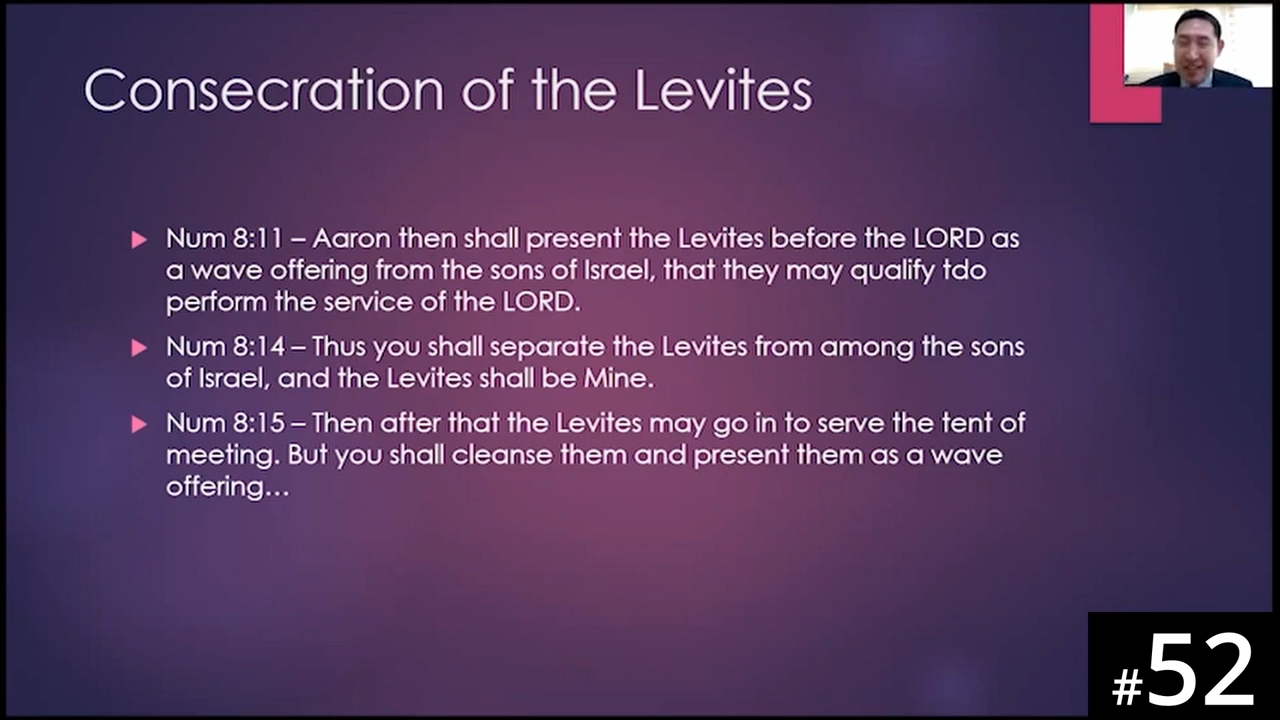 Consecration of the Levites
Num 8:11 – Aaron then shall present the Levites before the LORD as
a wave offering from the sons of Israel, that they may qualify tdo
perform the service of the LORD.
Num 8:14 – Thus you shall separate the Levites from among the sons
of Israel, and the Levites shall be Mine.
Num 8:15 – Then after that the Levites may go in to serve the tent of
meeting. But you shall cleanse them and present them as a wave
offering…
#52